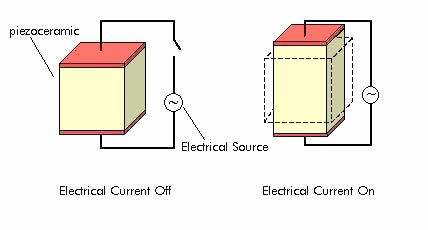 piezoceramic
Electrical Source
Electrical Current Off
Electrical Current On